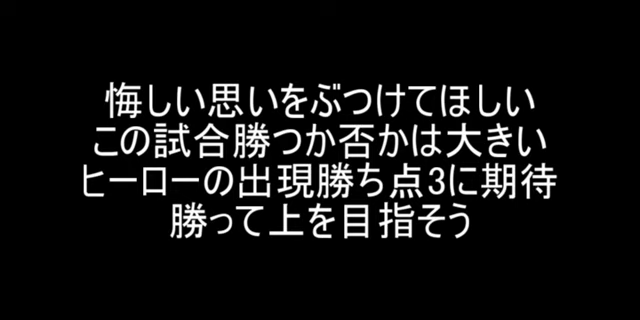 悔しい思いをぶつけてほしい
この試合勝つか否かは大きい
ヒーローの出現勝ち点3に期待
勝って上を目指そう